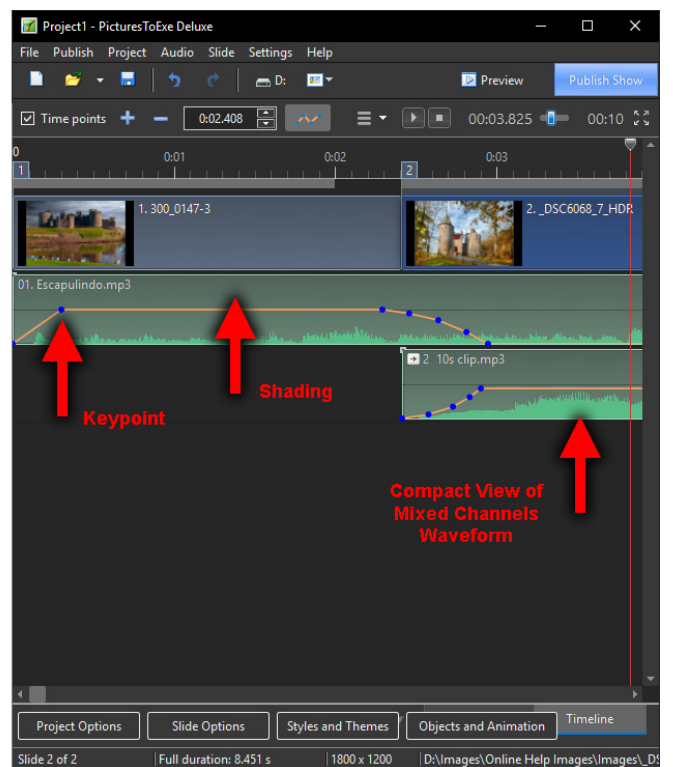 Project1 - PicturesToExe Deluxe
File Publish Project Audio Slide Settings Help
D: Preview Publish Show
Time points 0:02.408 00:03.825 00:10
0 0:01 0:02 0:03
1 2
1. 300_0147-3 2. _DSC6068_7_HDR
01. Escapulindo.mp3
2 10s clip.mp3
Shading
Keypoint
Compact View of
Mixed Channels
Waveform
Timeline
Project Options Slide Options Styles and Themes Objects and Animation
Slide 2 of 2 Full duration: 8.451 s 1800 x 1200 D:\Images\Online Help Images\Images\_DS